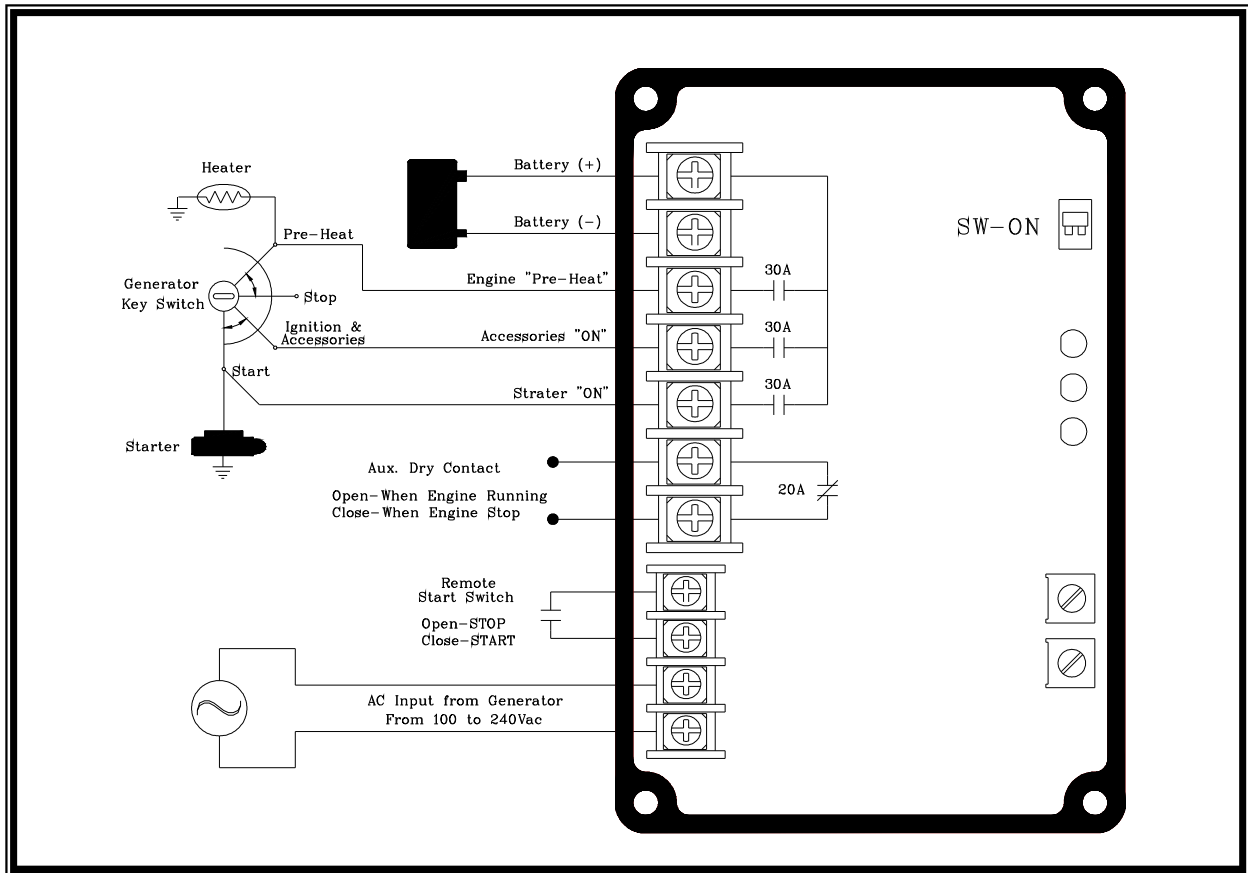 Heater
Battery (+)
Battery (-)
SW-ON
Pre-Heat
Engine "Pre-Heat"
30A
Generator
Key Switch
Stop
Ignition &
Accessories
Accessories "ON"
30A
Start
Strater "ON"
30A
Starter
Aux. Dry Contact
Open-When Engine Running
Close-When Engine Stop
20A
Remote
Start Switch
Open-STOP
Close-START
AC Input from Generator
From 100 to 240Vac